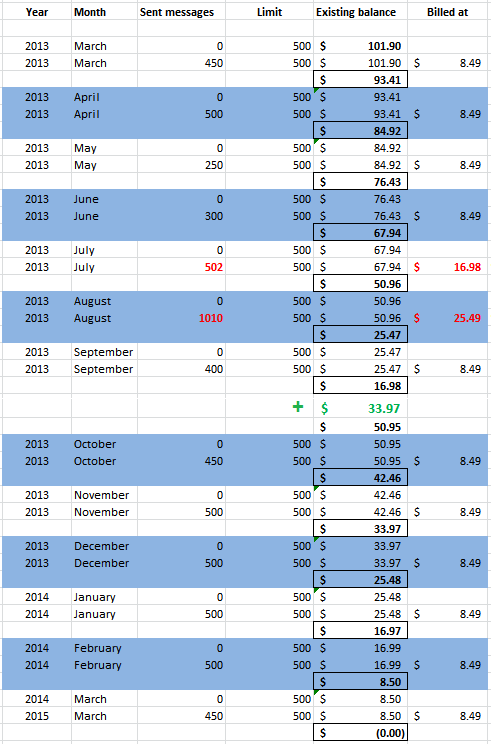 Year Month Sent messages Limit Existing balance Billed at
2013 March 0 500 $ 101.90
2013 March 450 500 $ 101.90 $ 8.49
$ 93.41
2013 April 0 500 $ 93.41
2013 April 500 500 $ 93.41 $ 8.49
$ 84.92
2013 May 0 500 $ 84.92
2013 May 250 500 $ 84.92 $ 8.49
$ 76.43
2013 June 0 500 $ 76.43
2013 June 300 500 $ 76.43 $ 8.49
$ 67.94
2013 July 0 500 $ 67.94
2013 July 502 500 $ 67.94 $ 16.98
$ 50.96
2013 August 0 500 $ 50.96
2013 August 1010 500 $ 50.96 $ 25.49
$ 25.47
2013 September 0 500 $ 25.47
2013 September 400 500 $ 25.47 $ 8.49
$ 16.98
+ $ 33.97
$ 50.95
2013 October 0 500 $ 50.95
2013 October 450 500 $ 50.95 $ 8.49
$ 42.46
2013 November 0 500 $ 42.46
2013 November 500 500 $ 42.46 $ 8.49
$ 33.97
2013 December 0 500 $ 33.97
2013 December 500 500 $ 33.97 $ 8.49
$ 25.48
2014 January 0 500 $ 25.48
2014 January 500 500 $ 25.48 $ 8.49
$ 16.97
2014 February 0 500 $ 16.99
2014 February 500 500 $ 16.99 $ 8.49
$ 8.50
2014 March 0 500 $ 8.50
2015 March 450 500 $ 8.50 $ 8.49
$ (0.00)